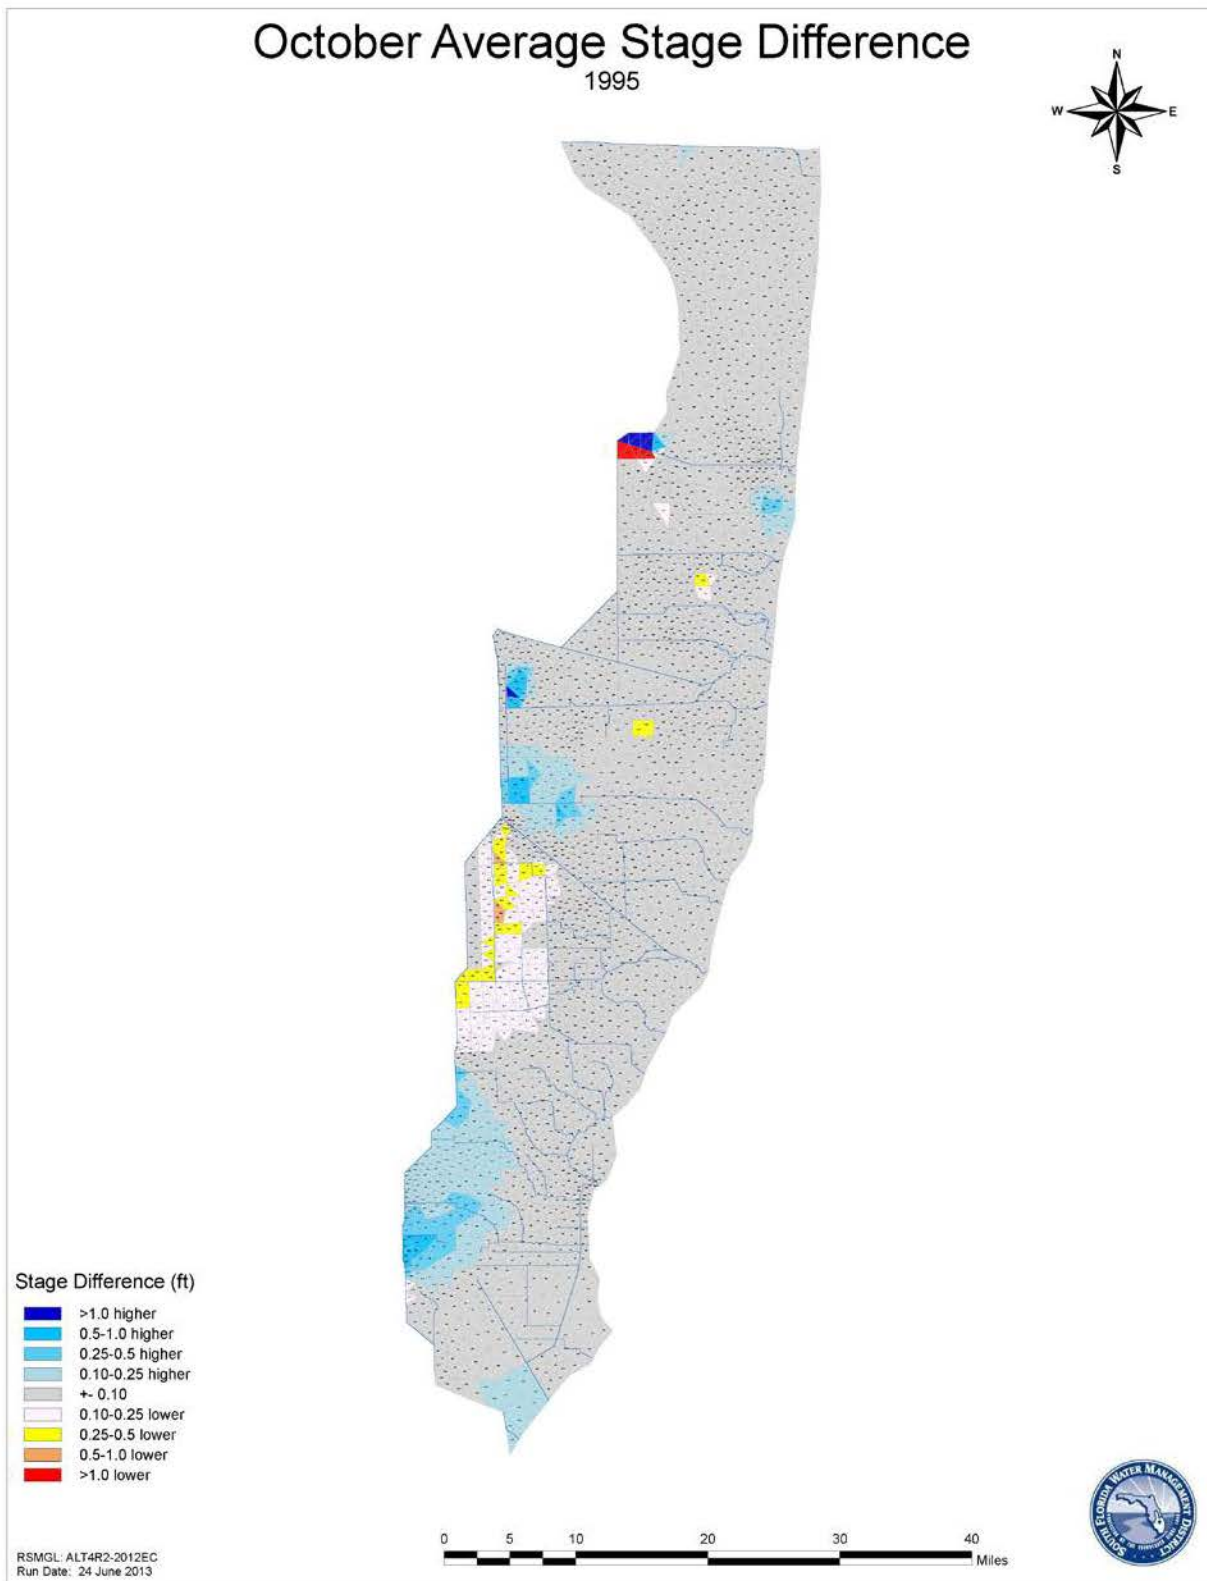 October Average Stage Difference
1995
N
W
E
S
Stage Difference (ft)
>1.0 higher
0.5-1.0 higher
0.25-0.5 higher
0.10-0.25 higher
+- 0.10
0.10-0.25 lower
0.25-0.5 lower
0.5-1.0 lower
>1.0 lower
0 5 10 20 30 40
Miles
SOUTH FLORIDA WATER MANAGEMENT DISTRICT
RSMGL: ALT4R2-2012EC
Run Date: 24 June 2013